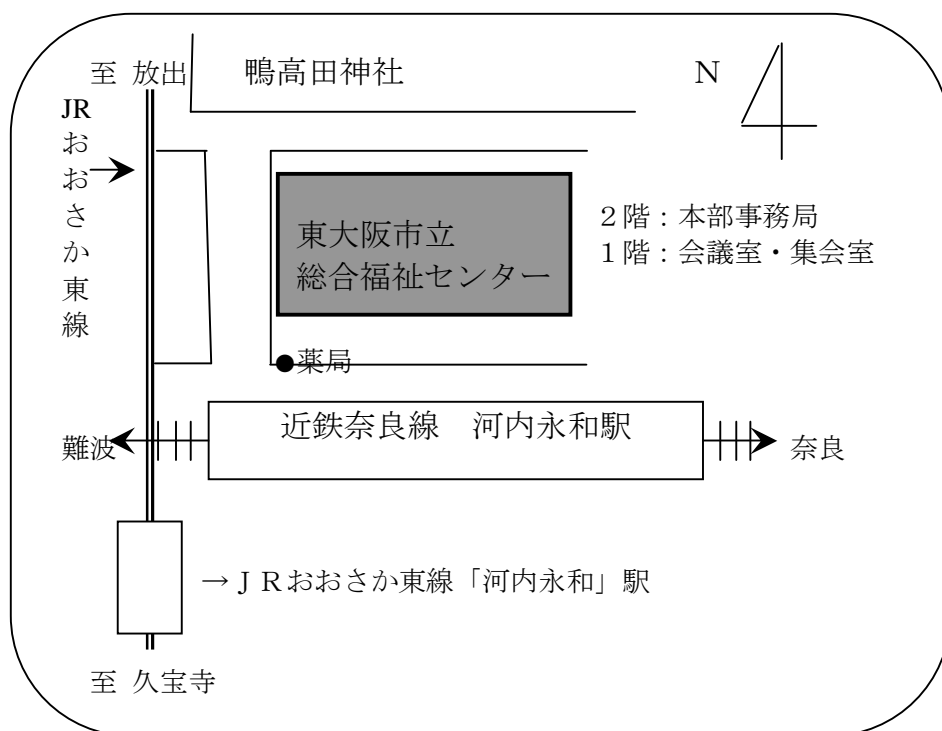 至 放出
鴨高田神社
N
JRおおさか東線
東大阪市立
総合福祉センター
２階：本部事務局
１階：会議室・集会室
●薬局
近鉄奈良線　河内永和駅
難波
奈良
→ＪＲおおさか東線「河内永和」駅
至 久宝寺